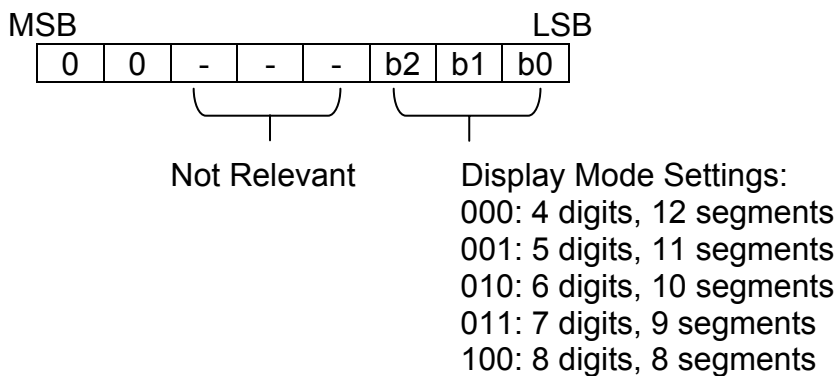 MSB LSB
0 0 - - - b2 b1 b0
Not Relevant Display Mode Settings:
000: 4 digits, 12 segments
001: 5 digits, 11 segments
010: 6 digits, 10 segments
011: 7 digits, 9 segments
100: 8 digits, 8 segments